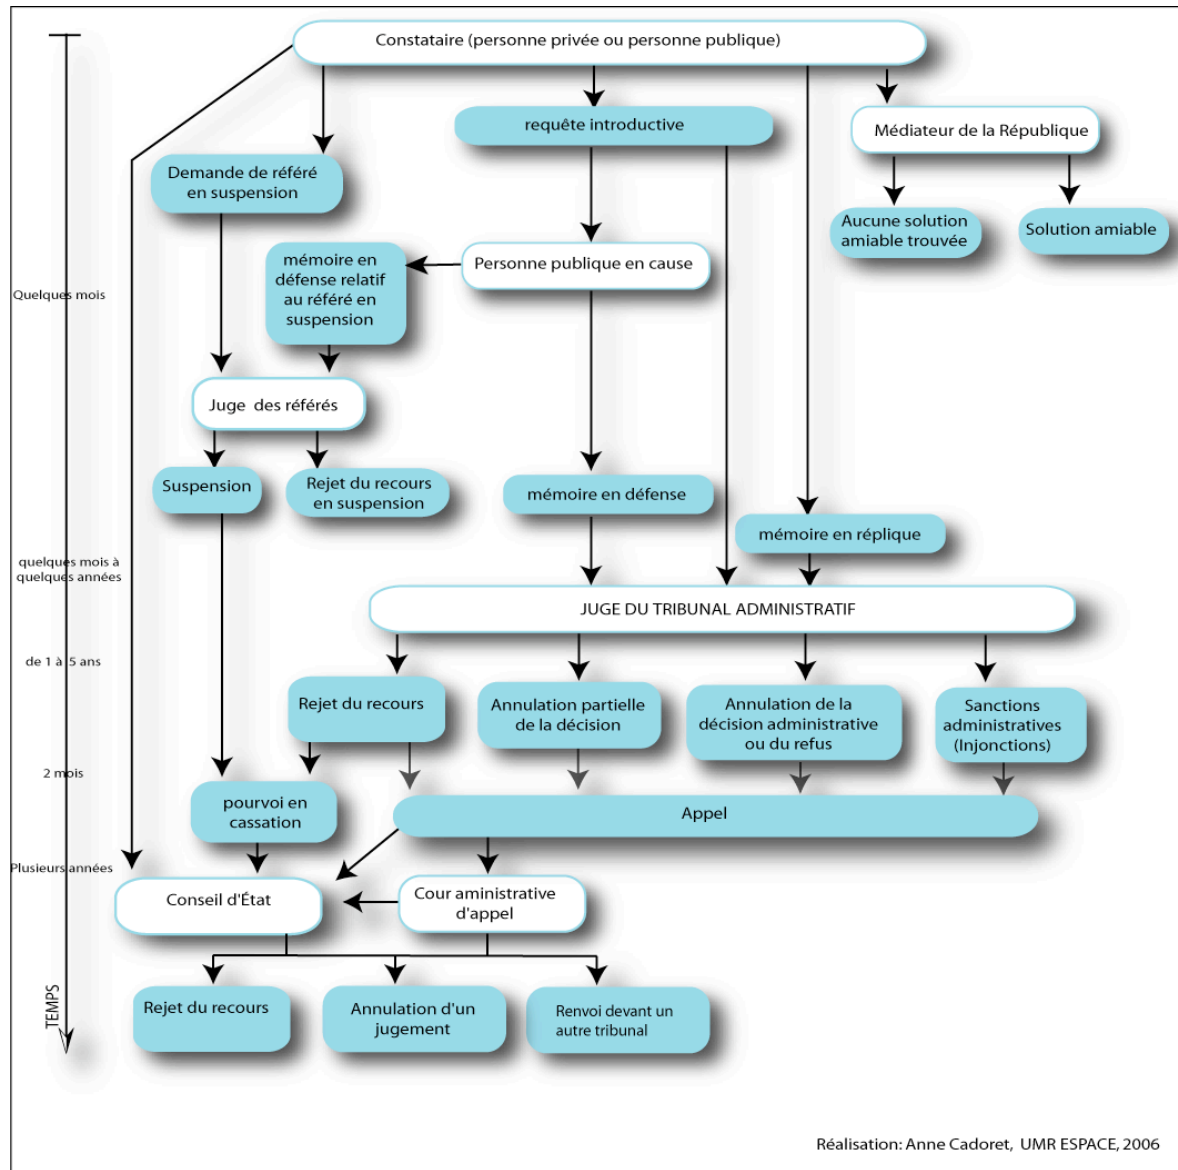 Constataire (personne privée ou personne publique)
requête introductive
Médiateur de la République
Demande de référé
en suspension
Aucune solution
amiable trouvée
Solution amiable
mémoire en
défense relatif
au référé en
suspension
Personne publique en cause
Quelques mois
Juge des référés
Suspension
Rejet du recours
en suspension
mémoire en défense
mémoire en réplique
quelques mois à
quelques années
JUGE DU TRIBUNAL ADMINISTRATIF
de 1 à 5 ans
Rejet du recours
Annulation partielle
de la décision
Annulation de la
décision administrative
ou du refus
Sanctions
administratives
(Injonctions)
2 mois
pourvoi en
cassation
Appel
Plusieurs années
Conseil d'État
Cour aministrative
d'appel
TEMPS
Rejet du recours
Annulation d'un
jugement
Renvoi devant un
autre tribunal
Réalisation: Anne Cadoret, UMR ESPACE, 2006